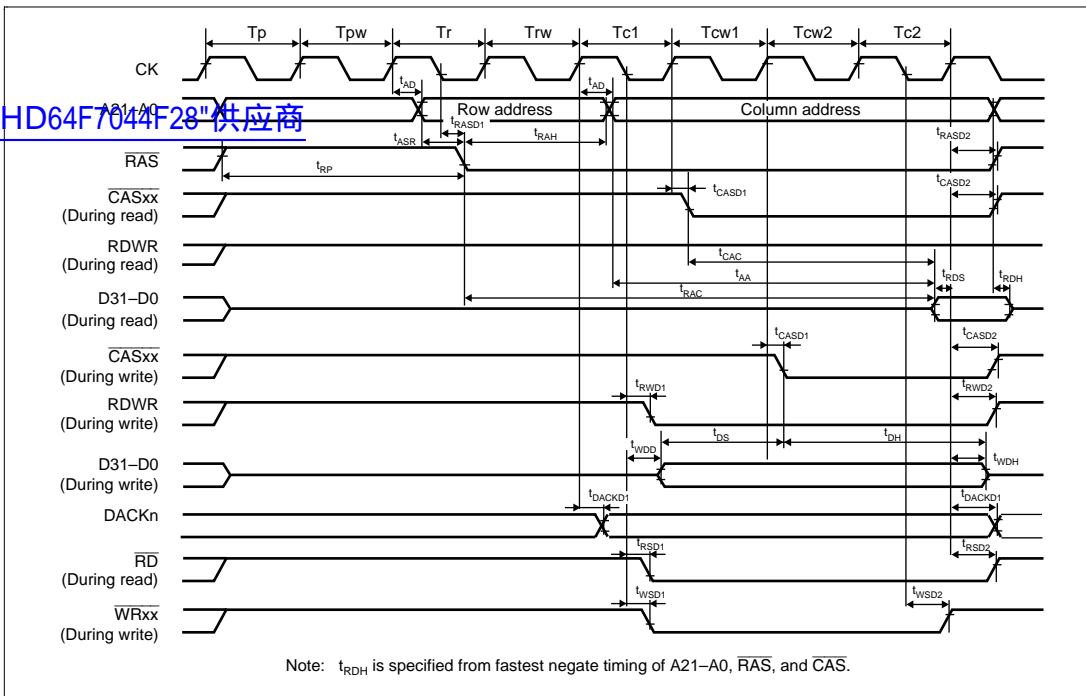 Tp Tpw Tr Trw Tc1 Tcw1 Tcw2 Tc2
CK
tAD tAD
A21–A0 Row address Column address
HD64F7044F28"供应商
tRASD1 tRASD2
tASR tRAH
RAS
tRP
tCASD1 tCASD2
CASxx
(During read)
RDWR
(During read)
tCAC
tAA tRDS tRDH
tRAC
D31–D0
(During read)
tCASD1 tCASD2
CASxx
(During write)
tRWD1 tRWD2
RDWR
(During write)
tDS tDH
tWDD tWDH
D31–D0
(During write)
tDACKD1 tDACKD1
DACKn
tRSD1 tRSD2
RD
(During read)
tWSD1 tWSD2
WRxx
(During write)
Note: tRDH is specified from fastest negate timing of A21–A0, RAS, and CAS.